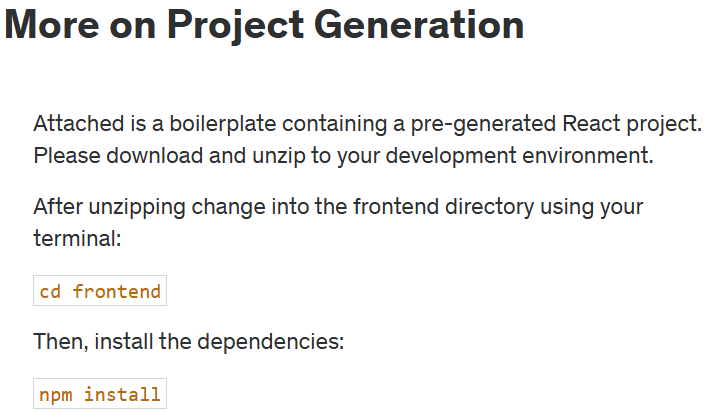 More on Project Generation
Attached is a boilerplate containing a pre-generated React project.
Please download and unzip to your development environment.
After unzipping change into the frontend directory using your
terminal:
cd frontend
Then, install the dependencies:
npm install